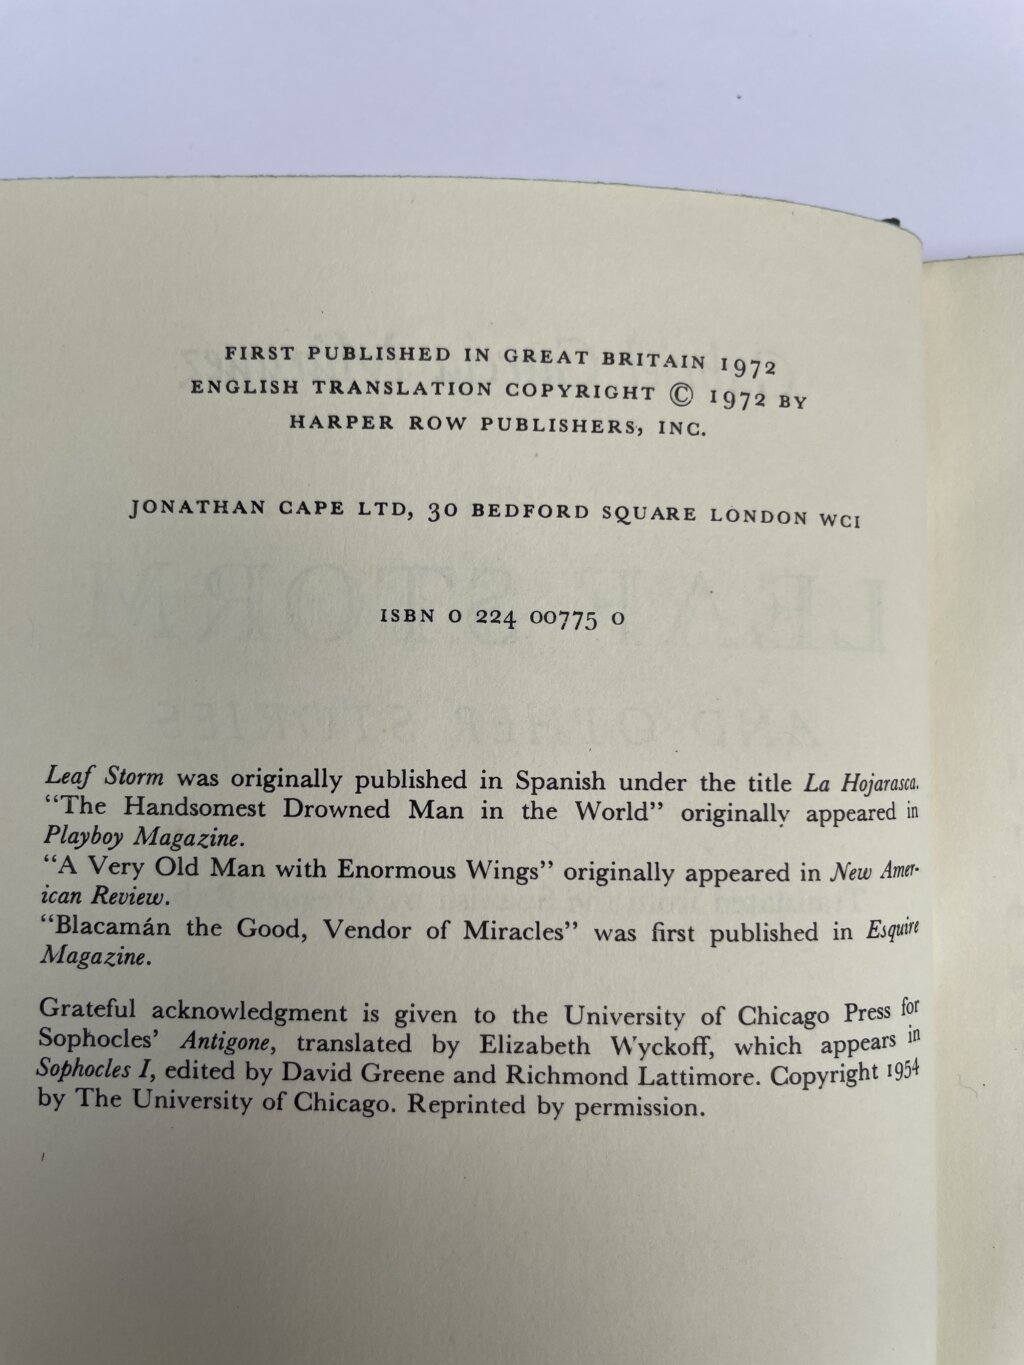 FIRST PUBLISHED IN GREAT BRITAIN 1972
ENGLISH TRANSLATION COPYRIGHT © 1972 BY
HARPER ROW PUBLISHERS, INC.
JONATHAN CAPE LTD, 30 BEDFORD SQUARE LONDON WC1
ISBN 0 224 00775 0
Leaf Storm was originally published in Spanish under the title La Hojarasca.
“The Handsomest Drowned Man in the World” originally appeared in
Playboy Magazine.
“A Very Old Man with Enormous Wings” originally appeared in New Amer-
ican Review.
“Blacamán the Good, Vendor of Miracles” was first published in Esquire
Magazine.
Grateful acknowledgment is given to the University of Chicago Press for
Sophocles’ Antigone, translated by Elizabeth Wyckoff, which appears in
Sophocles I, edited by David Greene and Richmond Lattimore. Copyright 1954
by The University of Chicago. Reprinted by permission.